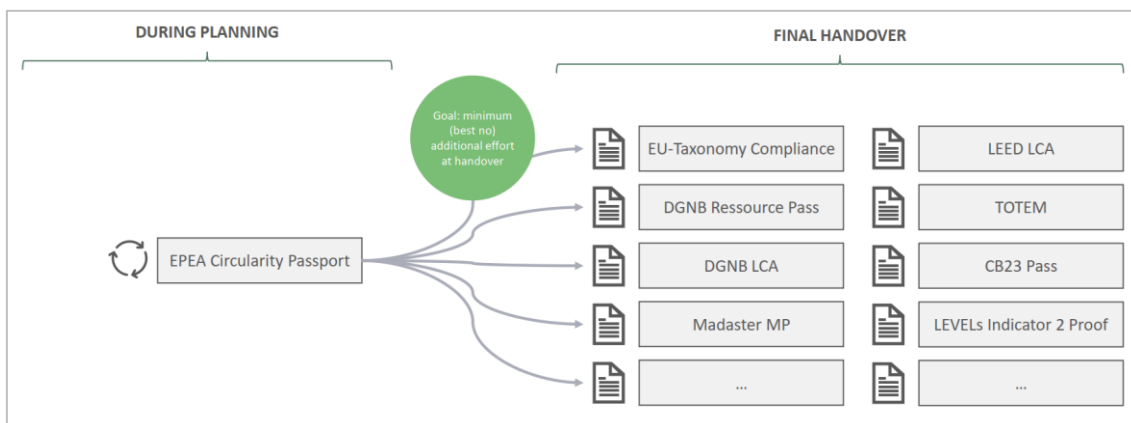 DURING PLANNING
FINAL HANDOVER
Goal: minimum
(best no)
additional effort
at handover
EPEA Circularity Passport
EU-Taxonomy Compliance
LEED LCA
DGNB Ressource Pass
TOTEM
DGNB LCA
CB23 Pass
Madaster MP
LEVELs Indicator 2 Proof
...
...